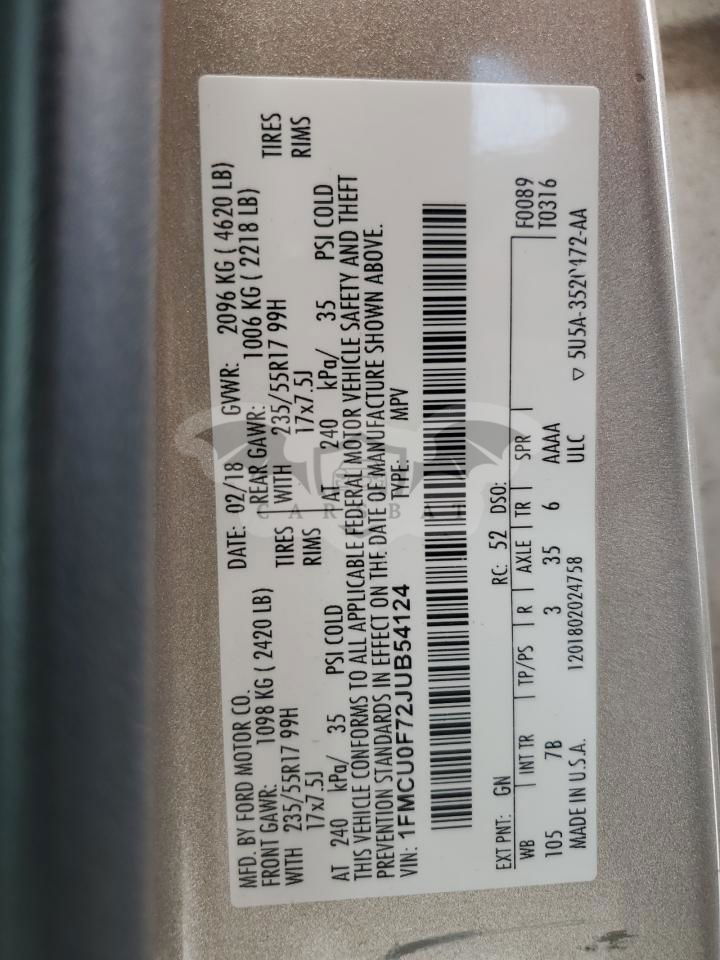 MFD. BY FORD MOTOR CO. DATE: 02/18 GVWR: 2096 KG ( 4620 LB)
FRONT GAWR: 1098 KG ( 2420 LB) REAR GAWR: 1006 KG ( 2218 LB)
WITH 235/55R17 99H TIRES WITH 235/55R17 99H TIRES
17x7.5J RIMS 17x7.5J RIMS
AT 240 kPa/ 35 PSI COLD AT 240 kPa/ 35 PSI COLD
THIS VEHICLE CONFORMS TO ALL APPLICABLE FEDERAL MOTOR VEHICLE SAFETY AND THEFT
PREVENTION STANDARDS IN EFFECT ON THE DATE OF MANUFACTURE SHOWN ABOVE.
VIN: 1FMCU0F72JUB54124 TYPE: MPV
EXT PNT: GN RC: 52 DSO: F0089
WB INT TR TP/PS R AXLE TR SPR T0316
105 7B 3 35 6 AAAA
MADE IN U.S.A. 1201802024758 ULC ▽ 5U5A-3520472-AA
CAR BAT